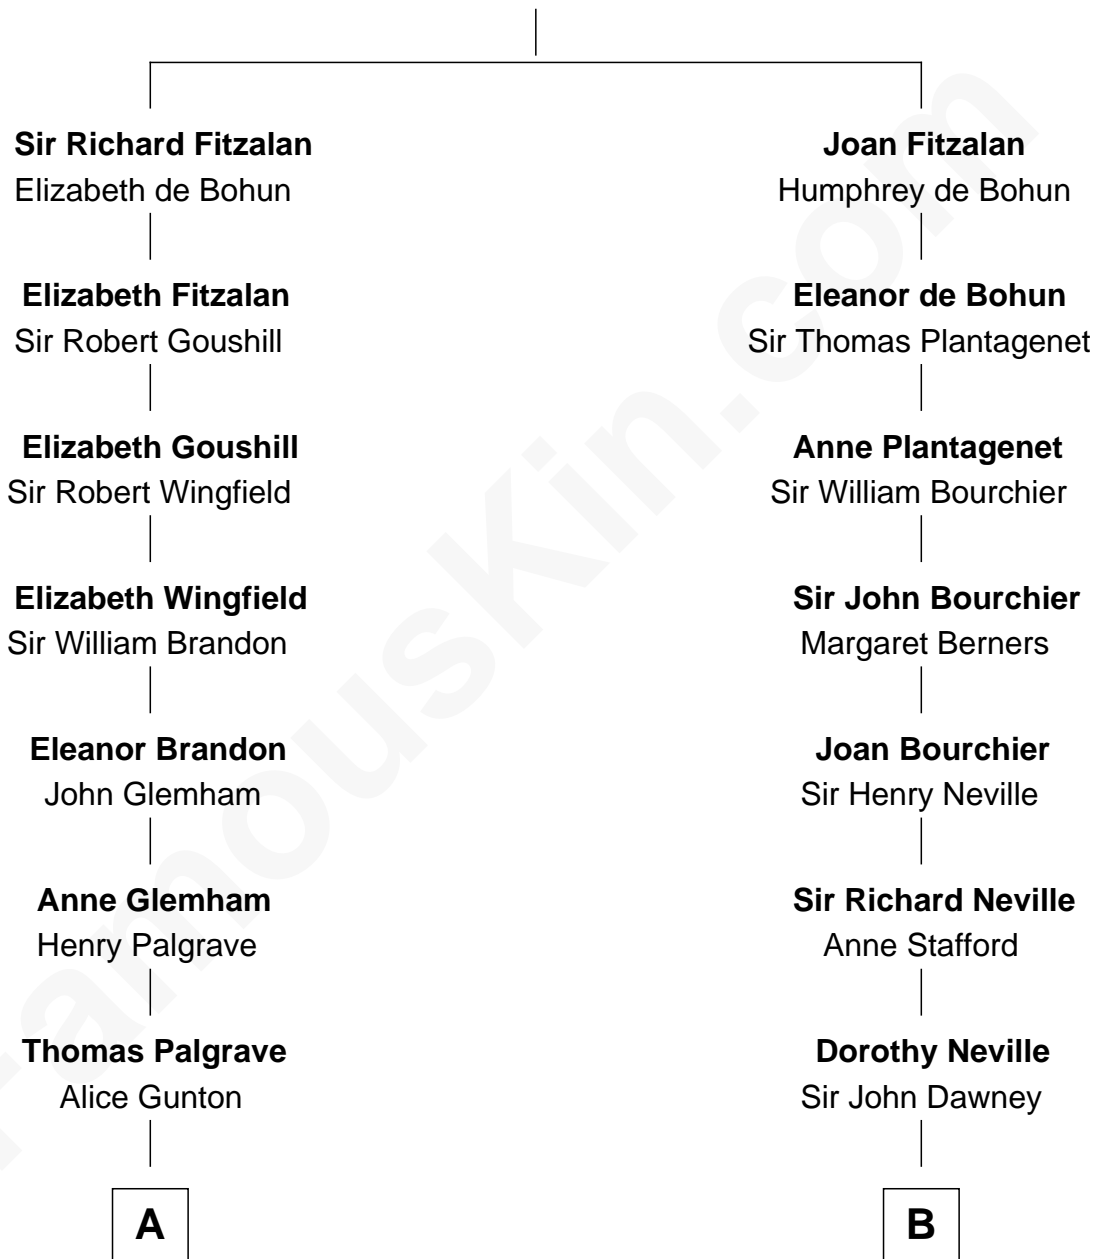 Sir Richard Fitzalan
Elizabeth de Bohun
Elizabeth Fitzalan
Sir Robert Goushill
Elizabeth Goushill
Sir Robert Wingfield
Elizabeth Wingfield
Sir William Brandon
Eleanor Brandon
John Glemham
Anne Glemham
Henry Palgrave
Thomas Palgrave
Alice Gunton
A
Joan Fitzalan
Humphrey de Bohun
Eleanor de Bohun
Sir Thomas Plantagenet
Anne Plantagenet
Sir William Bourchier
Sir John Bourchier
Margaret Berners
Joan Bourchier
Sir Henry Neville
Sir Richard Neville
Anne Stafford
Dorothy Neville
Sir John Dawney
B
FamousKin.com